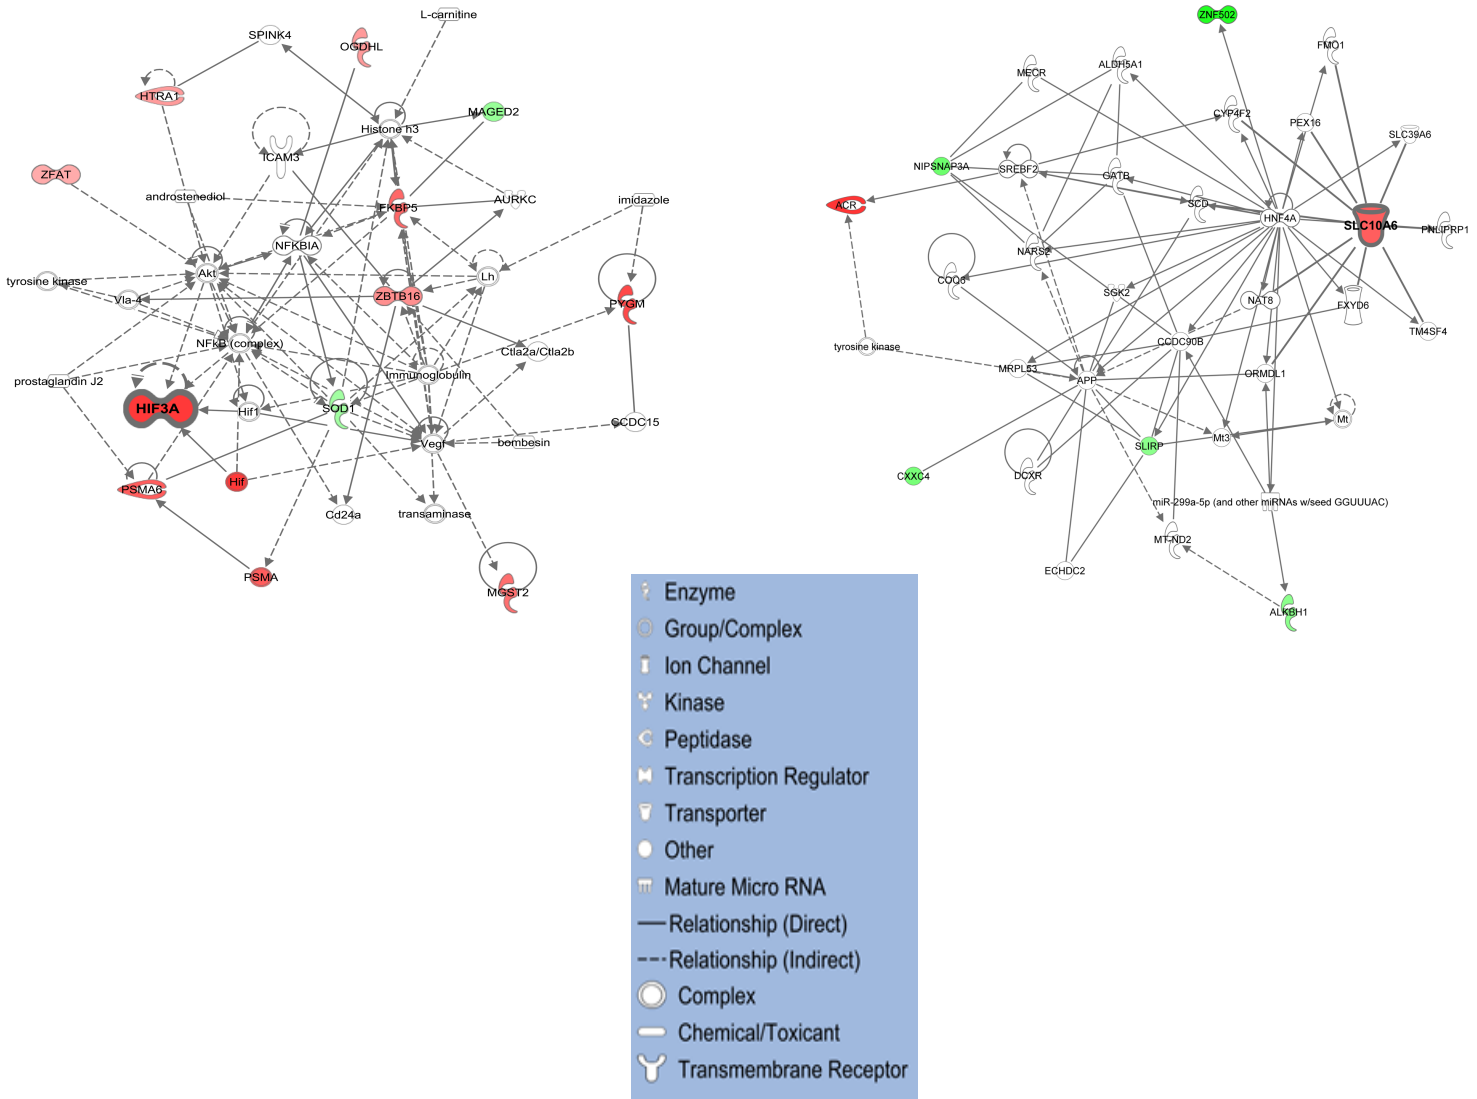 L-carnitine
SPINK4
OGDHL
HTRA1
MAGED2
Histone h3
ICAM3
ZFAT
androstenediol
FKBP5
AURKC
imidazole
NFKBIA
Akt
Lh
tyrosine kinase
Vla-4
ZBTB16
PYGM
NFkB (complex)
Ctla2a/Ctla2b
prostaglandin J2
Immunoglobulin
HIF3A
Hif1
SOD1
CCDC15
Vegf
bombesin
PSMA6
Hif
Cd24a
transaminase
PSMA
MGST2
ZNF502
FMO1
ALDH5A1
MECR
CYP4F2
PEX16
SLC39A6
NIPSNAP3A
SREBF2
GATB
ACR
SCD
HNF4A
SLC10A6
PNLIPRP1
NARS2
COQ3
SGK2
NAT8
FXYD6
TM4SF4
tyrosine kinase
CCDC90B
MRPL53
APP
ORMDL1
Mt
Mt3
SLIRP
CXXC4
DCXR
miR-299a-5p (and other miRNAs w/seed GGUUUAC)
MT-ND2
ECHDC2
ALKBH1
Enzyme
Group/Complex
Ion Channel
Kinase
Peptidase
Transcription Regulator
Transporter
Other
Mature Micro RNA
Relationship (Direct)
Relationship (Indirect)
Complex
Chemical/Toxicant
Transmembrane Receptor